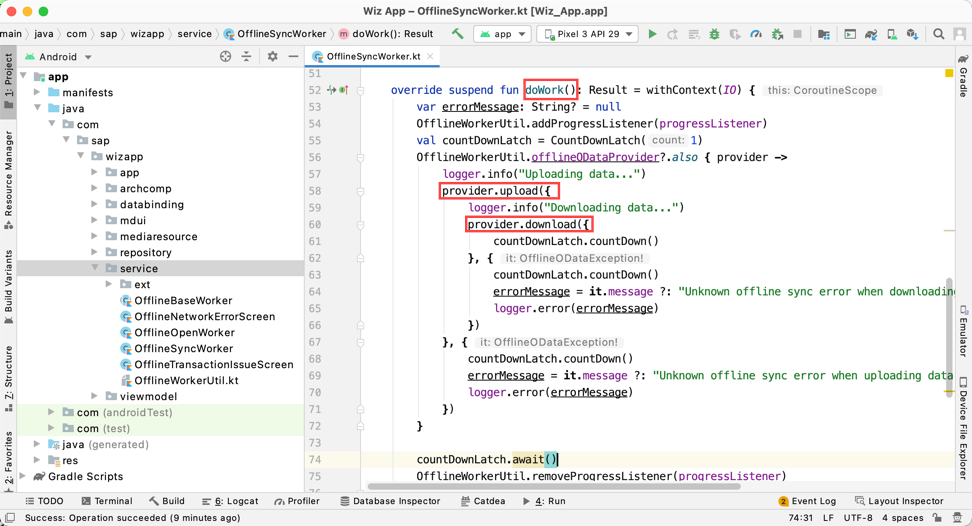 Wiz App – OfflineSyncWorker.kt [Wiz_App.app]
main java com sap wizapp service OfflineSyncWorker doWork(): Result app Pixel 3 API 29
1: Project
Resource Manager
Build Variants
Z: Structure
2: Favorites
Android
app
manifests
java
com
sap
wizapp
app
archcomp
databinding
mdui
mediaresource
repository
service
ext
OfflineBaseWorker
OfflineNetworkErrorScreen
OfflineOpenWorker
OfflineSyncWorker
OfflineTransactionIssueScreen
OfflineWorkerUtil.kt
viewmodel
com (androidTest)
com (test)
java (generated)
res
Gradle Scripts
OfflineSyncWorker.kt
51
52 override suspend fun doWork(): Result = withContext(IO) { this: CoroutineScope
53 var errorMessage: String? = null
54 OfflineWorkerUtil.addProgressListener(progressListener)
55 val countDownLatch = CountDownLatch( count: 1)
56 OfflineWorkerUtil.offlineODataProvider?.also { provider ->
57 logger.info("Uploading data...")
58 provider.upload({
59 logger.info("Downloading data...")
60 provider.download({
61 countDownLatch.countDown()
62 }, { it: OfflineODataException!
63 countDownLatch.countDown()
64 errorMessage = it.message ?: "Unknown offline sync error when downloading
65 logger.error(errorMessage)
66 })
67 }, { it: OfflineODataException!
68 countDownLatch.countDown()
69 errorMessage = it.message ?: "Unknown offline sync error when uploading data
70 logger.error(errorMessage)
71 })
72 }
73
74 countDownLatch.await()
75 OfflineWorkerUtil.removeProgressListener(progressListener)
Gradle
Emulator
Device File Explorer
TODO Terminal Build 6: Logcat Profiler Database Inspector Catdea 4: Run 2 Event Log Layout Inspector
Success: Operation succeeded (9 minutes ago) 74:31 LF UTF-8 4 spaces